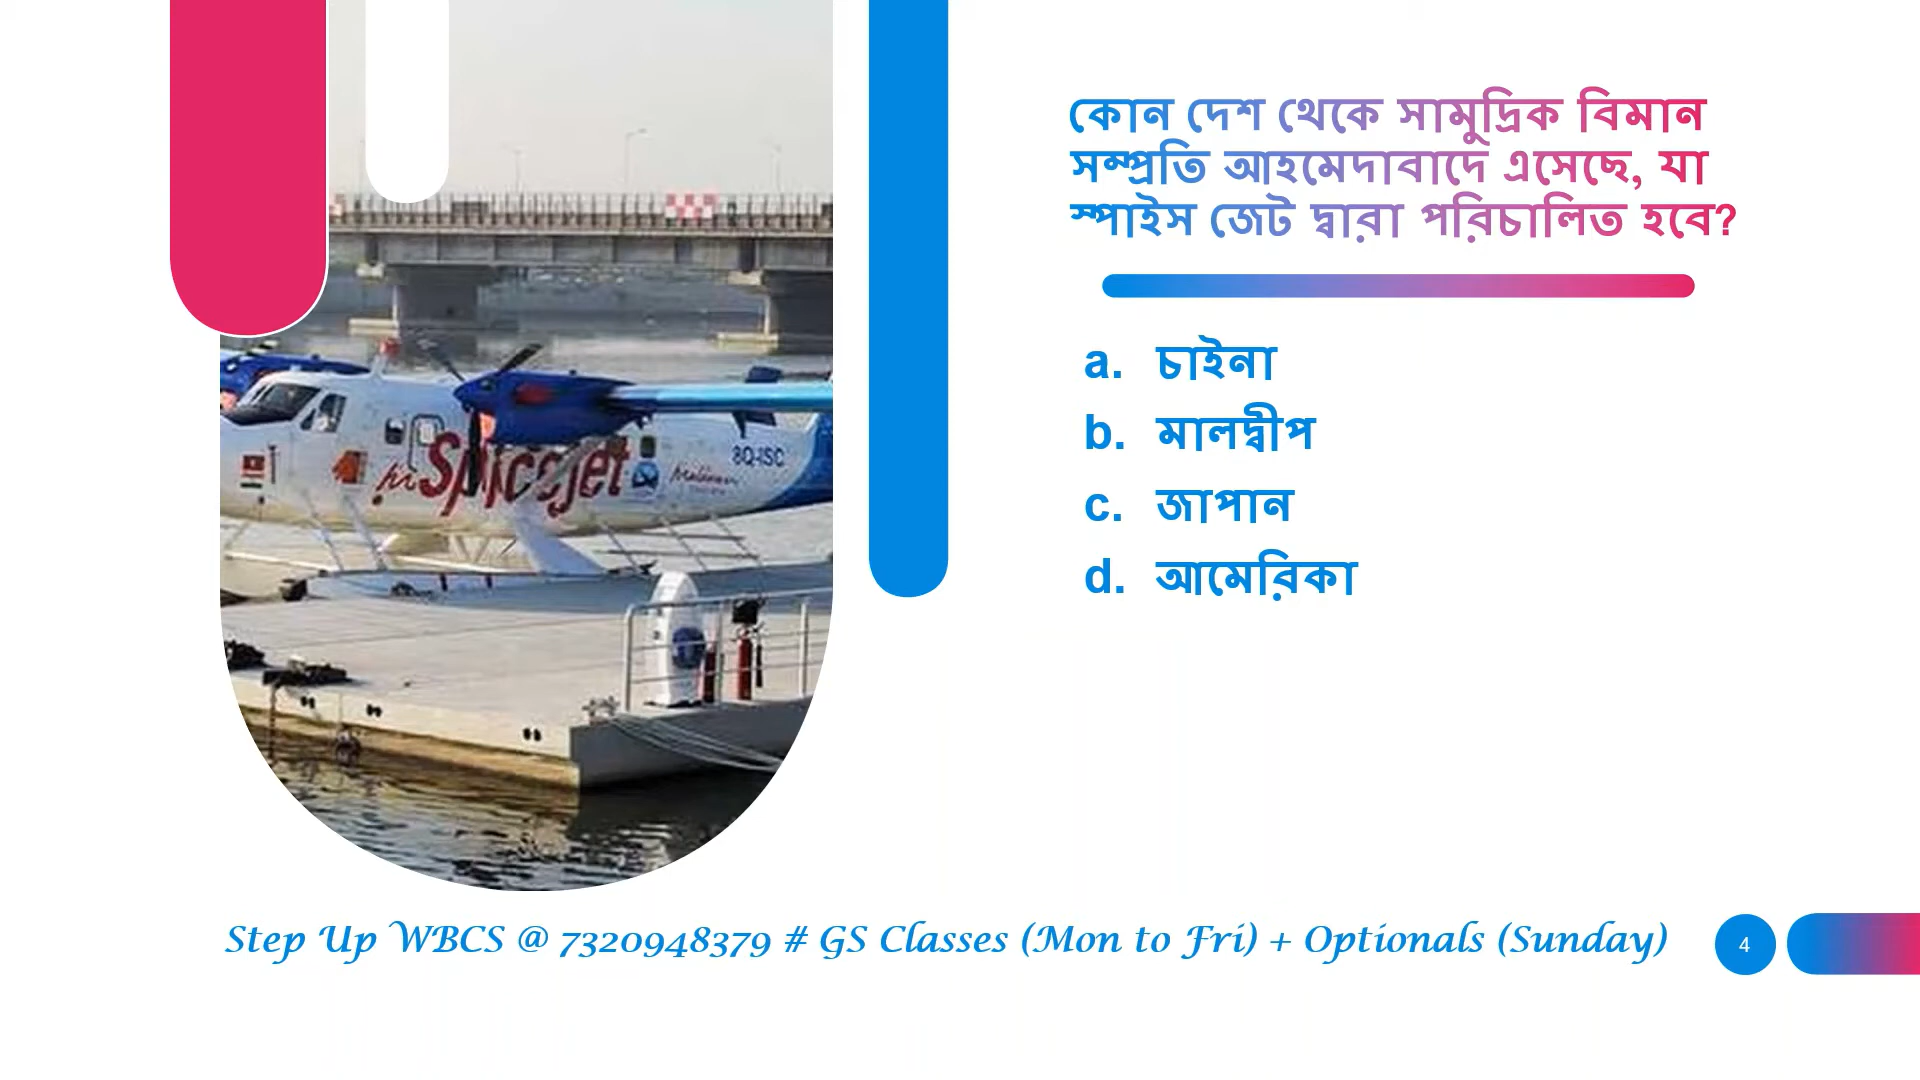 কোন দেশ থেকে সামুদ্রিক বিমান
সম্প্রতি আহমেদাবাদে এসেছে, যা
স্পাইস জেট দ্বারা পরিচালিত হবে?
a. চাইনা
b. মালদ্বীপ
c. জাপান
d. আমেরিকা
SpiceJet
8Q-ISC
Step Up WBCS @ 7320948379 # GS Classes (Mon to Fri) + Optionals (Sunday)
4